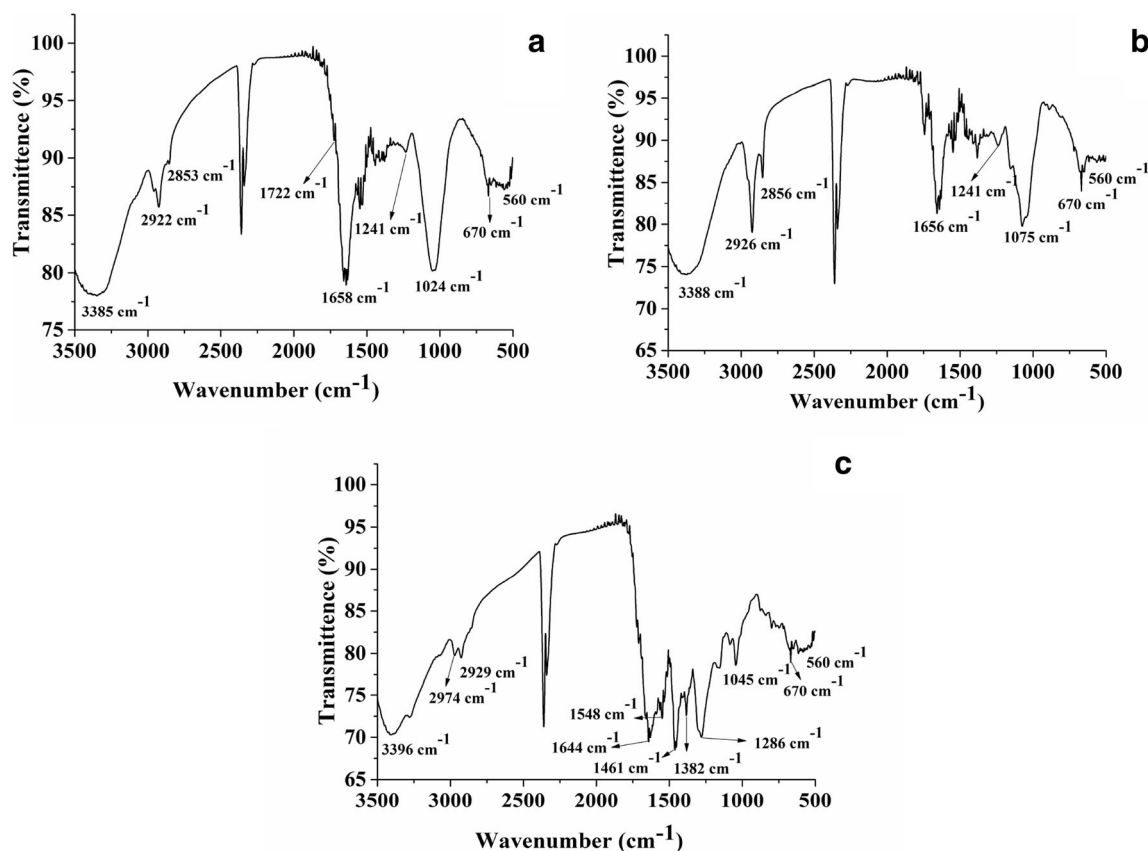 a
Transmittence (%)
100
95
90
85
80
75
3385 cm-1
2922 cm-1
2853 cm-1
1722 cm-1
1658 cm-1
1241 cm-1
1024 cm-1
670 cm-1
560 cm-1
3500 3000 2500 2000 1500 1000 500
Wavenumber (cm-1)
b
Transmittence (%)
100
95
90
85
80
75
70
65
3388 cm-1
2926 cm-1
2856 cm-1
1656 cm-1
1241 cm-1
1075 cm-1
670 cm-1
560 cm-1
3500 3000 2500 2000 1500 1000 500
Wavenumber (cm-1)
c
Transmittence (%)
100
95
90
85
80
75
70
65
3396 cm-1
2974 cm-1
2929 cm-1
1548 cm-1
1644 cm-1
1461 cm-1
1382 cm-1
1286 cm-1
1045 cm-1
670 cm-1
560 cm-1
3500 3000 2500 2000 1500 1000 500
Wavenumber (cm-1)